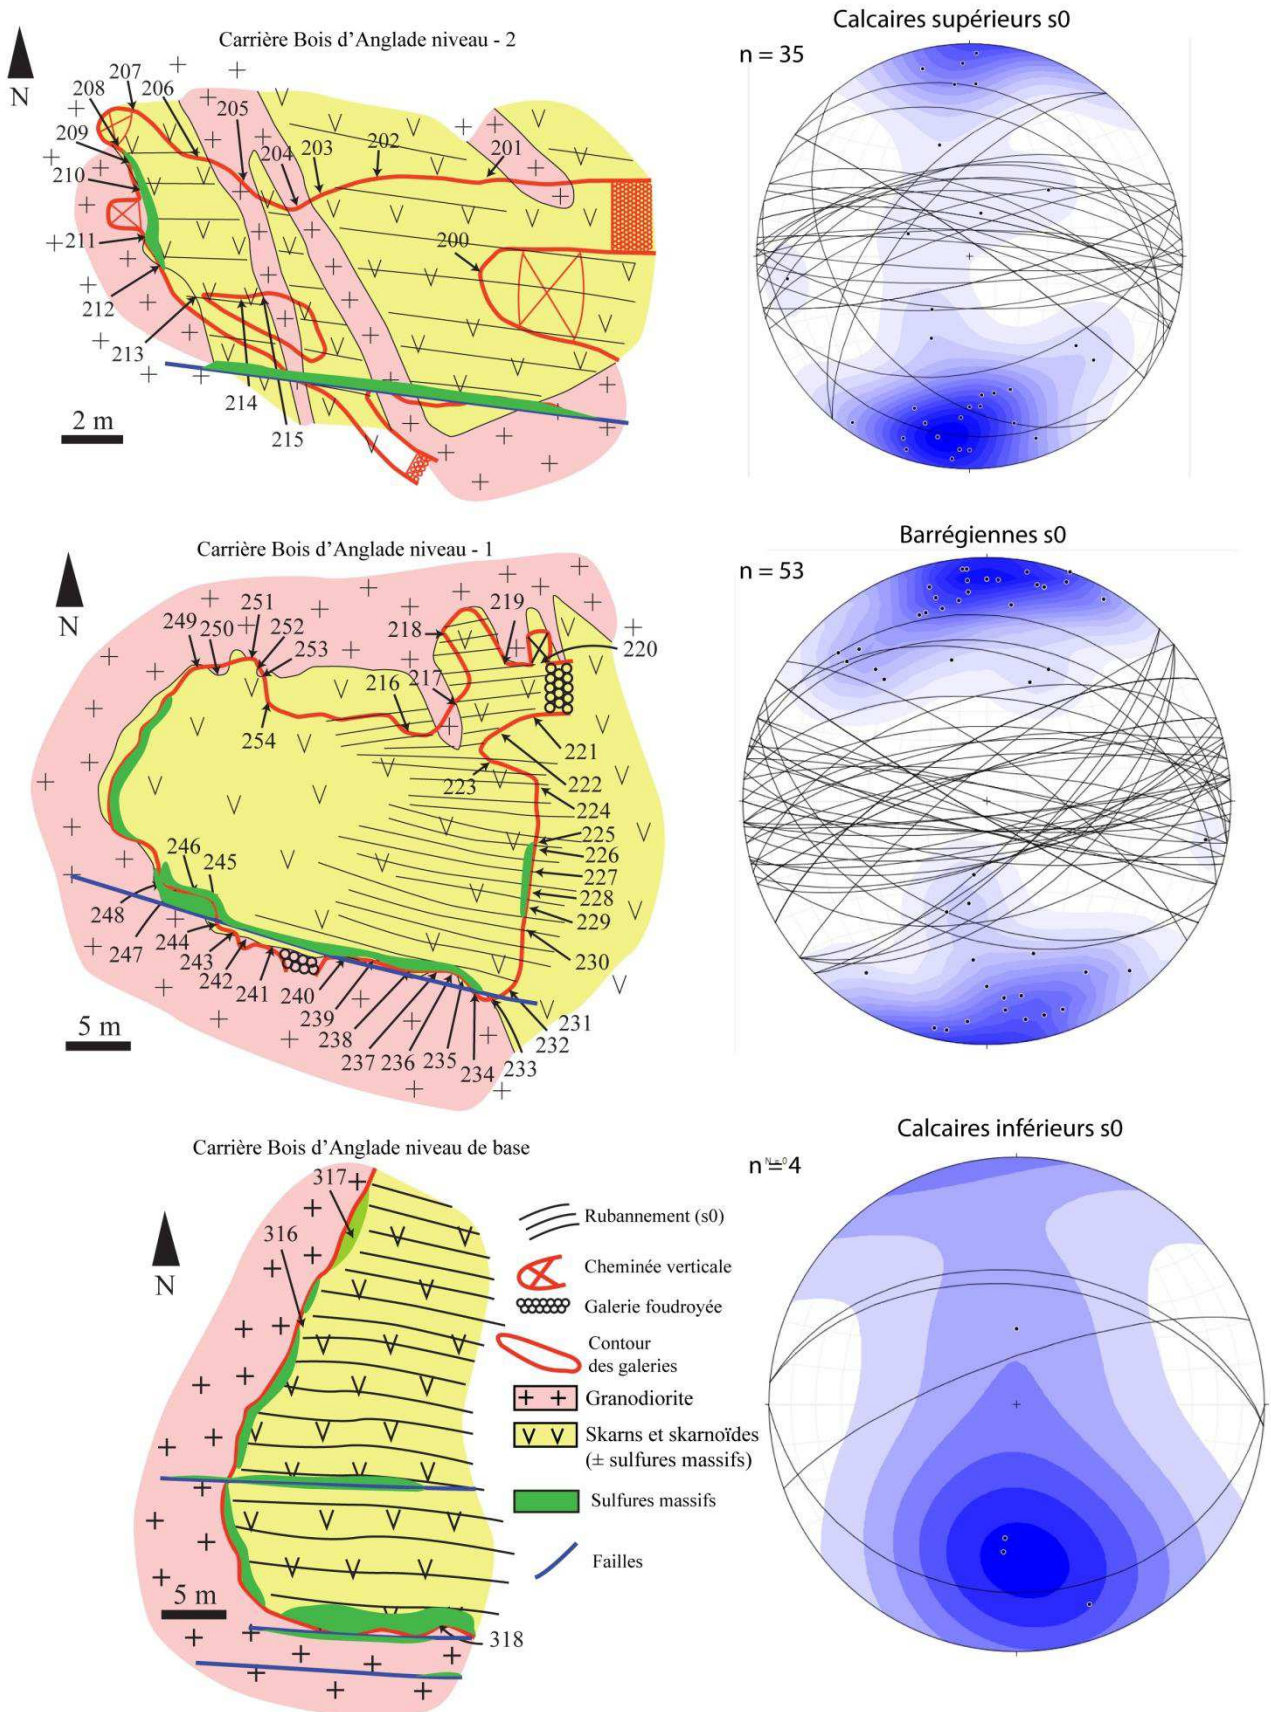 Carrière Bois d'Anglade niveau - 2
N
207
208
206
209
205
202
204
203
201
210
211
200
212
213
214
215
2 m
Calcaires supérieurs s0
n = 35
Carrière Bois d'Anglade niveau - 1
N
249
250
251
252
253
254
218
219
220
217
216
221
222
223
224
225
226
227
228
229
230
246
245
248
247
244
243
242
241
240
239
238
237
236
235
234
233
232
231
5 m
Barrégiennes s0
n = 53
Carrière Bois d'Anglade niveau de base
N
317
316
318
5 m
Rubannement (s0)
Cheminée verticale
Galerie foudroyée
Contour
des galeries
Granodiorite
Skarns et skarnoïdes
(± sulfures massifs)
Sulfures massifs
Failles
Calcaires inférieurs s0
n = 4